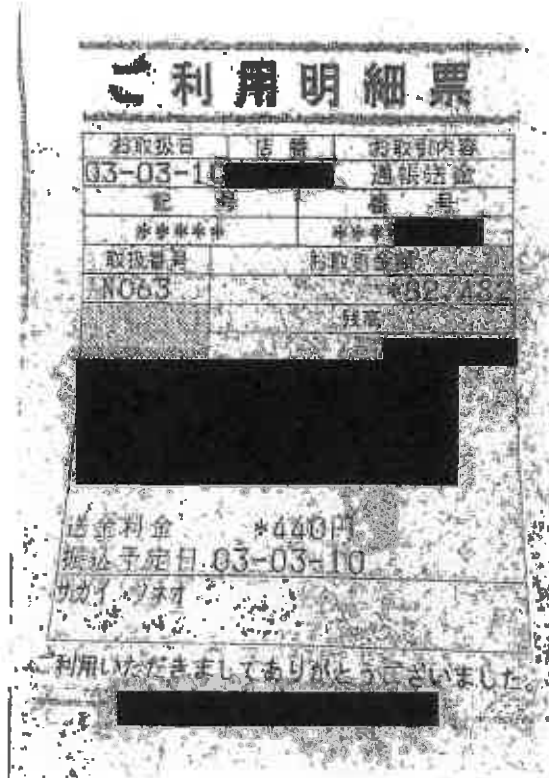 ご利用明細票
お取扱日 店番 お取引内容
03-03-1 通帳送金
記号 番号
***** ***
取扱番号 お取引金額
N063 *82,482
残高
送金料金 *440円
振込予定日 03-03-10
サカイ ツネオ
ご利用いただきましてありがとうございました。